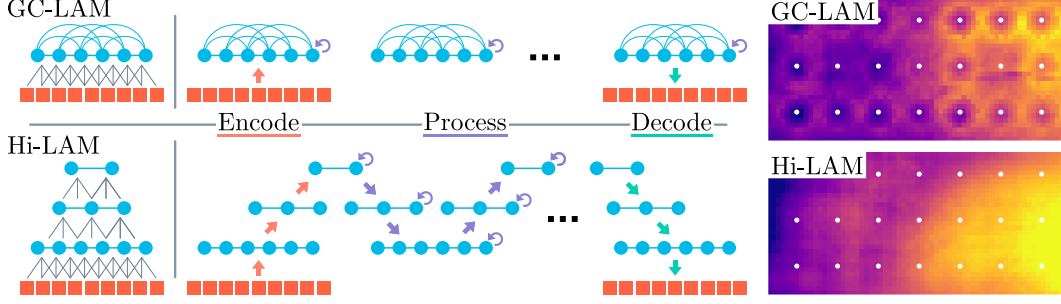 GC-LAM
GC-LAM
Encode
Process
Decode
Hi-LAM
Hi-LAM